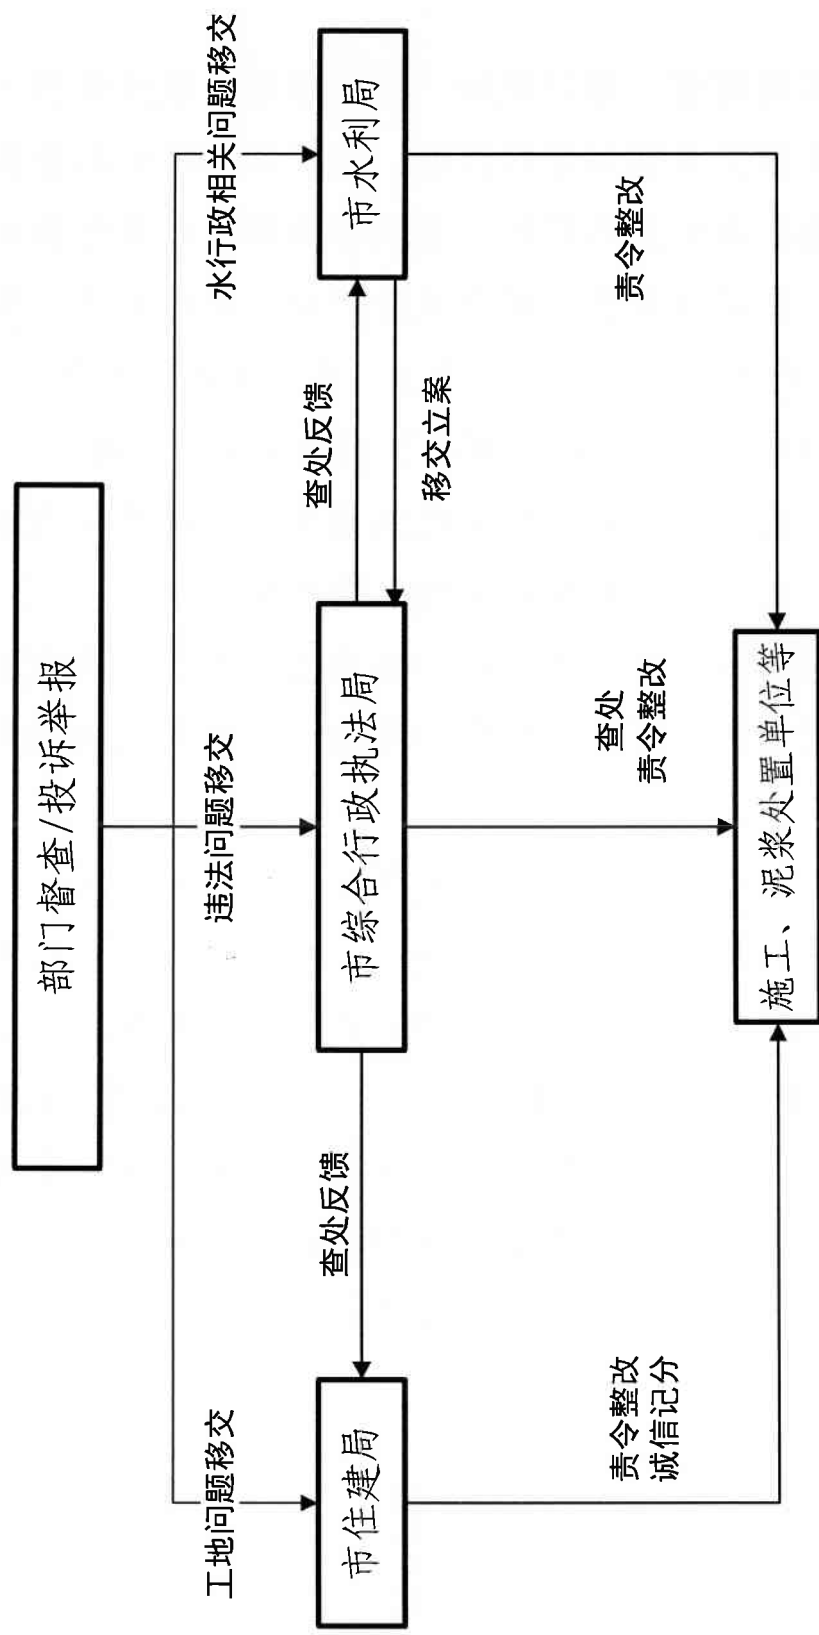 部门督查/投诉举报
工地问题移交
违法问题移交
水行政相关问题移交
市住建局
查处反馈
市综合行政执法局
查处反馈
移交立案
市水利局
责令整改
诚信记分
查处
责令整改
责令整改
施工、泥浆处置单位等